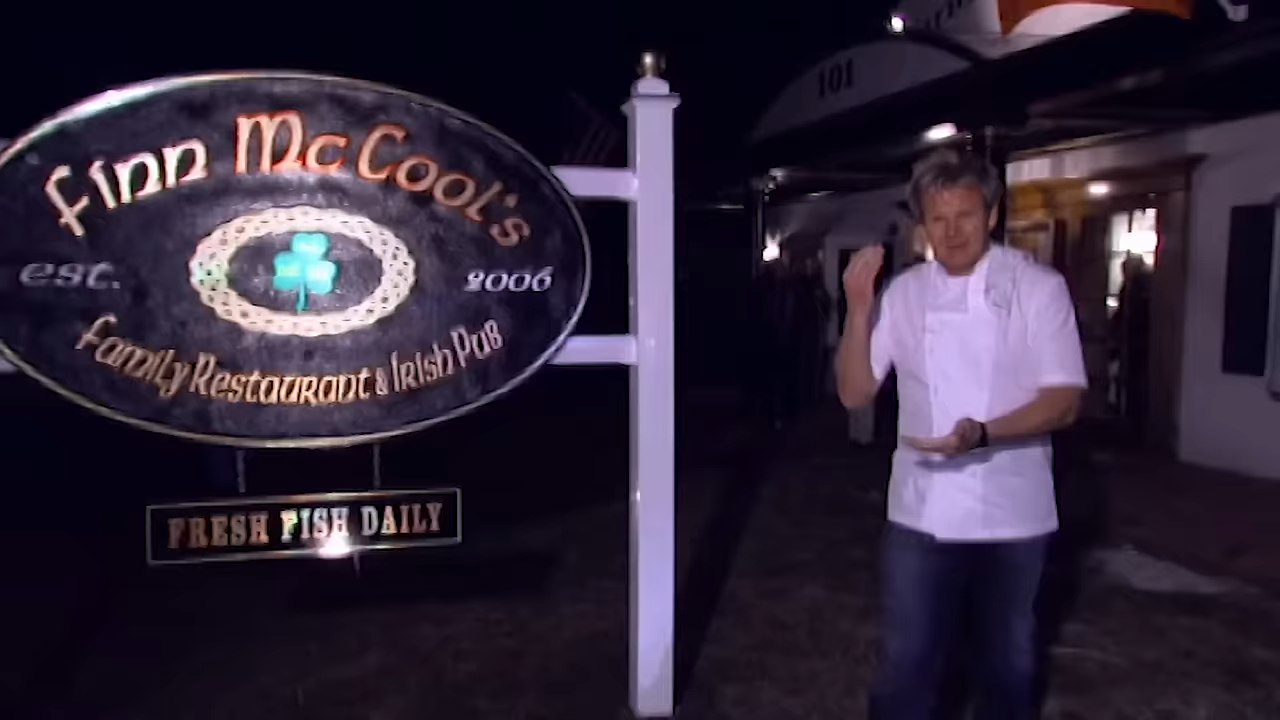 Finn McCool's
est. 2006
Family Restaurant & Irish Pub
FRESH FISH DAILY
101